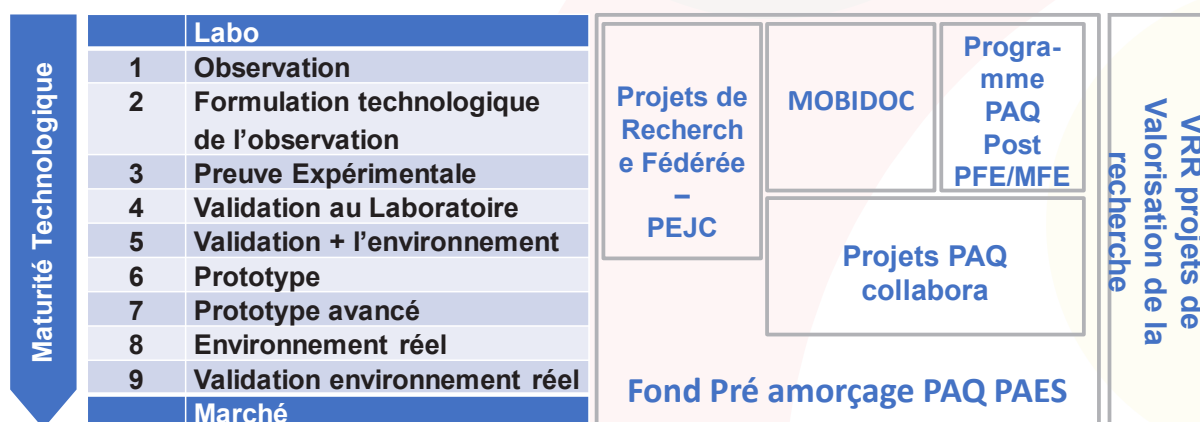 Maturité Technologique
Labo
1 Observation
2 Formulation technologique
de l’observation
3 Preuve Expérimentale
4 Validation au Laboratoire
5 Validation + l’environnement
6 Prototype
7 Prototype avancé
8 Environnement réel
9 Validation environnement réel
Marché
Projets de
Recherch
e Fédérée
–
PEJC
MOBIDOC
Progra-
mme
PAQ
Post
PFE/MFE
Projets PAQ
collabora
Fond Pré amorçage PAQ PAES
VRR projets de
Valorisation de la
recherche